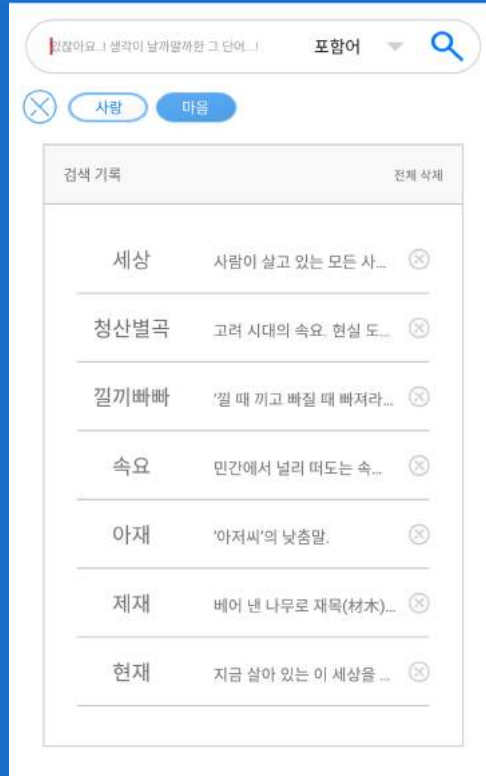 있잖아요..! 생각이 날까말까한 그 단어...! 포함어
사람 마음
검색 기록 전체 삭제
세상 사람이 살고 있는 모든 사...
청산별곡 고려 시대의 속요. 현실 도...
낄끼빠빠 '낄 때 끼고 빠질 때 빠져라...
속요 민간에서 널리 떠도는 속...
아재 '아저씨'의 낮춤말.
제재 베어 낸 나무로 재목(材木)...
현재 지금 살아 있는 이 세상을 ...